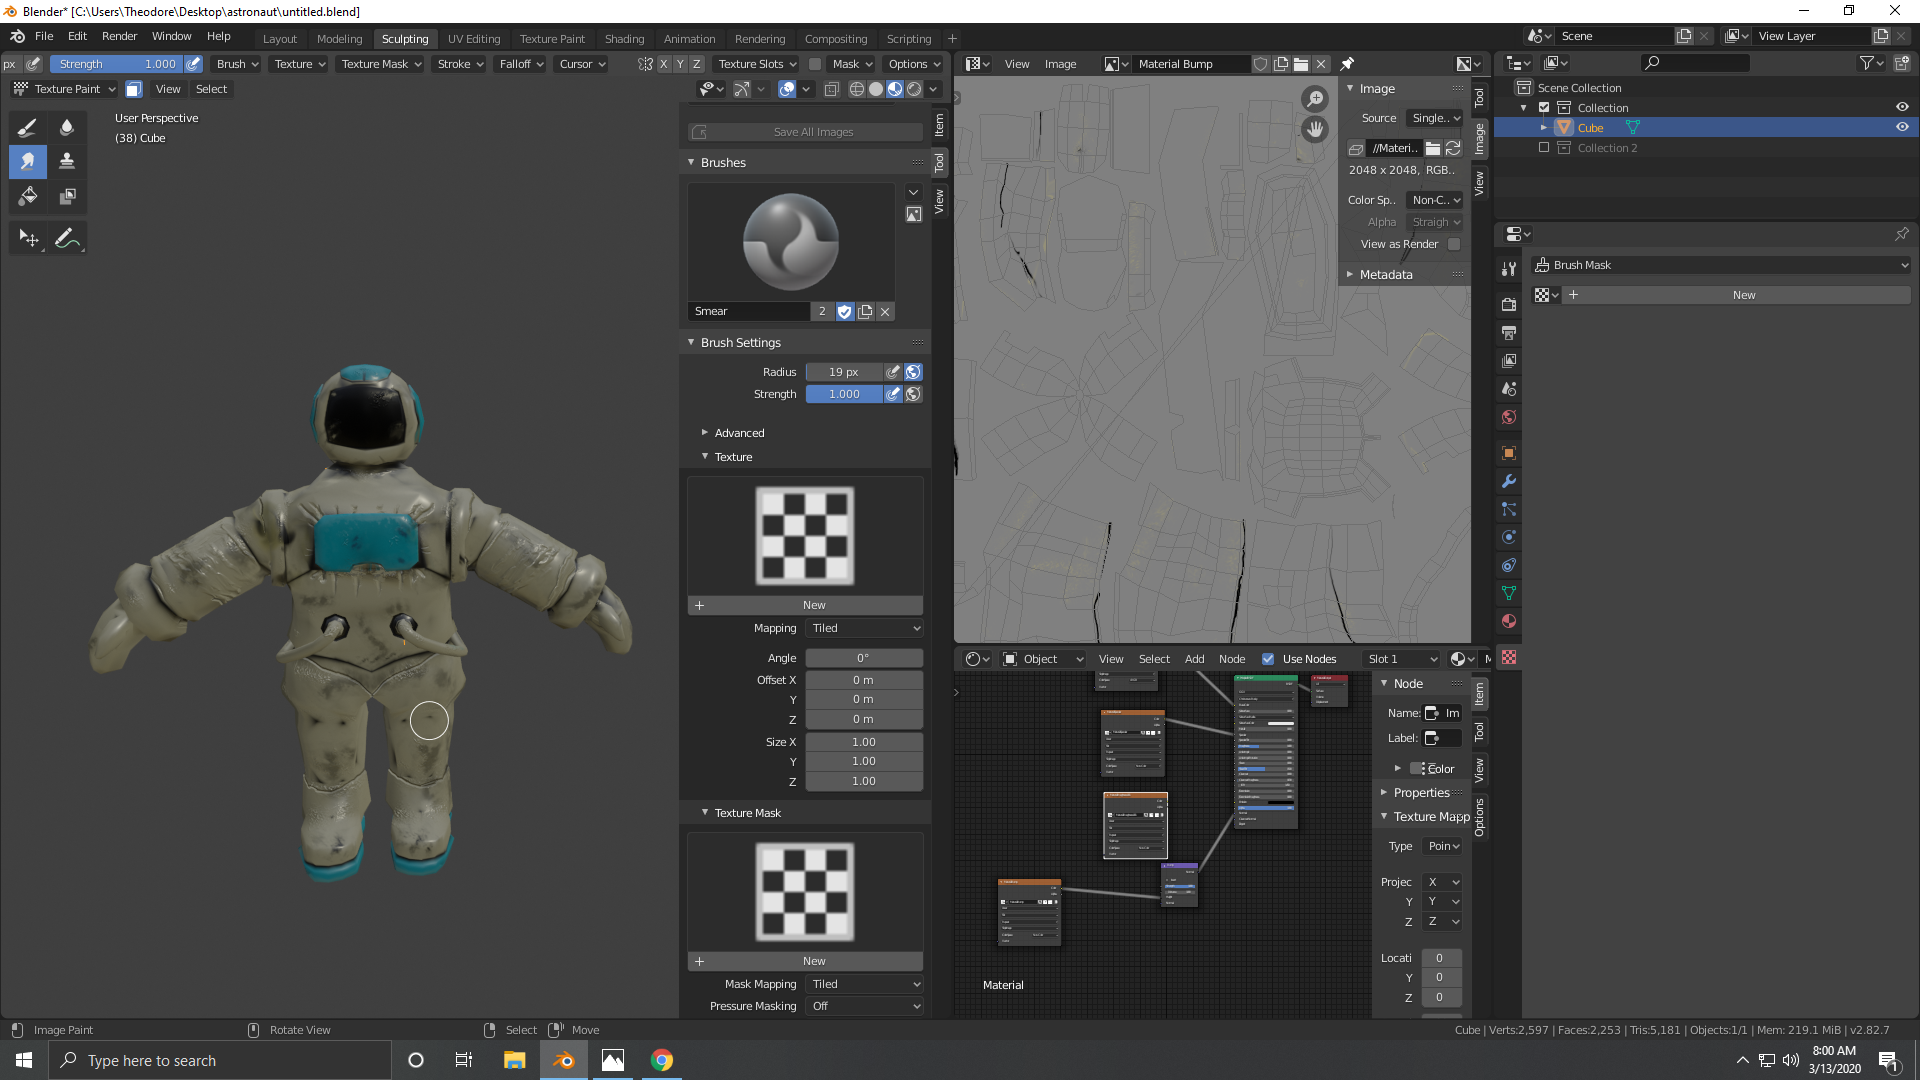 Blender* [C:\Users\Theodore\Desktop\astronaut\untitled.blend]
File Edit Render Window Help
Layout Modeling Sculpting UV Editing Texture Paint Shading Animation Rendering Compositing Scripting +
Scene
View Layer
px Strength 1.000 Brush Texture Texture Mask Stroke Falloff Cursor X Y Z Texture Slots Mask Options
Texture Paint View Select
User Perspective
(38) Cube
Save All Images
Brushes
Smear 2
Brush Settings
Radius 19 px
Strength 1.000
Advanced
Texture
+ New
Mapping Tiled
Angle 0°
Offset X 0 m
Y 0 m
Z 0 m
Size X 1.00
Y 1.00
Z 1.00
Texture Mask
+ New
Mask Mapping Tiled
Pressure Masking Off
Item
Tool
View
View Image Material Bump
Image
Source Single..
//Materi..
2048 x 2048, RGB..
Color Sp.. Non-C..
Alpha Straigh
View as Render
Metadata
Tool
Image
View
Object View Select Add Node Use Nodes Slot 1 M
Node
Name: Im
Label:
Color
Properties
Texture Mapp
Type Poin
Projec X
Y Y
Z Z
Locati 0
Y 0
Z 0
Item
Tool
View
Options
Material
Scene Collection
Collection
Cube
Collection 2
Brush Mask
+ New
Image Paint
Rotate View
Select
Move
Cube | Verts:2,597 | Faces:2,253 | Tris:5,181 | Objects:1/1 | Mem: 219.1 MiB | v2.82.7
Type here to search
8:00 AM
3/13/2020
1